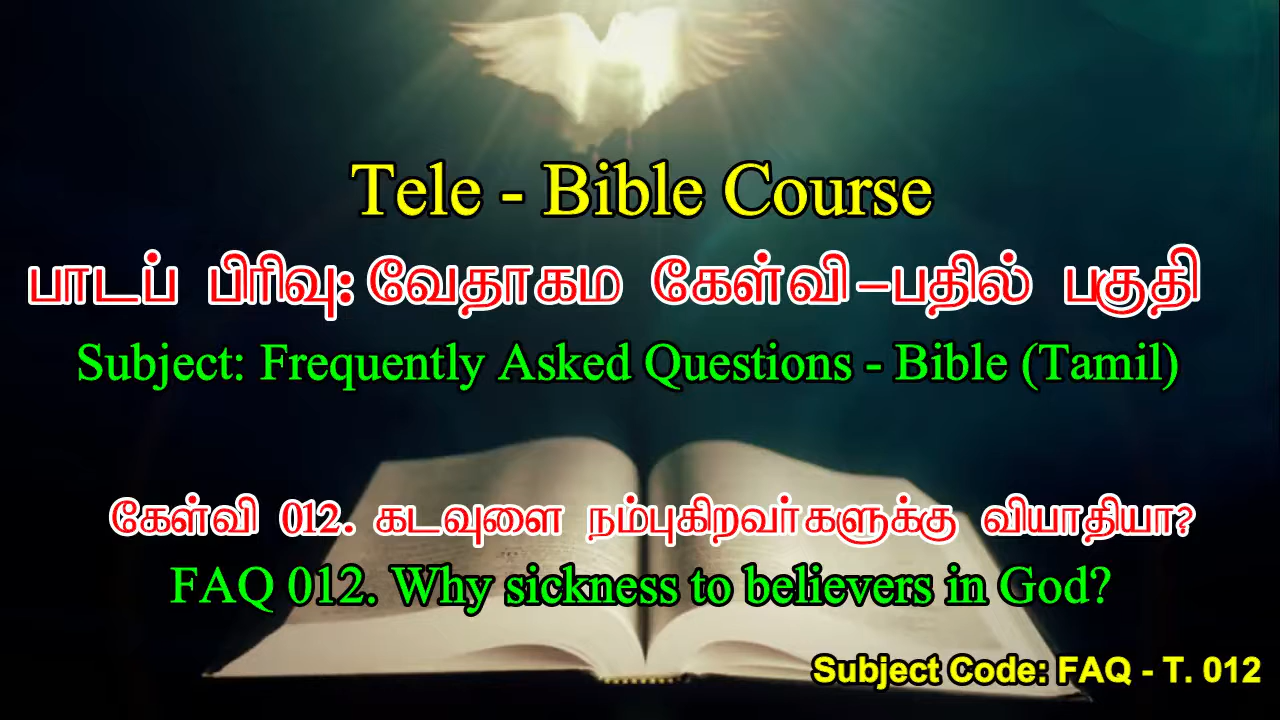 Tele - Bible Course
பாடப் பிரிவு: வேதாகம கேள்வி –பதில் பகுதி
Subject: Frequently Asked Questions - Bible (Tamil)
கேள்வி 012. கடவுளை நம்புகிறவர்களுக்கு வியாதியா?
FAQ 012. Why sickness to believers in God?
Subject Code: FAQ - T. 012